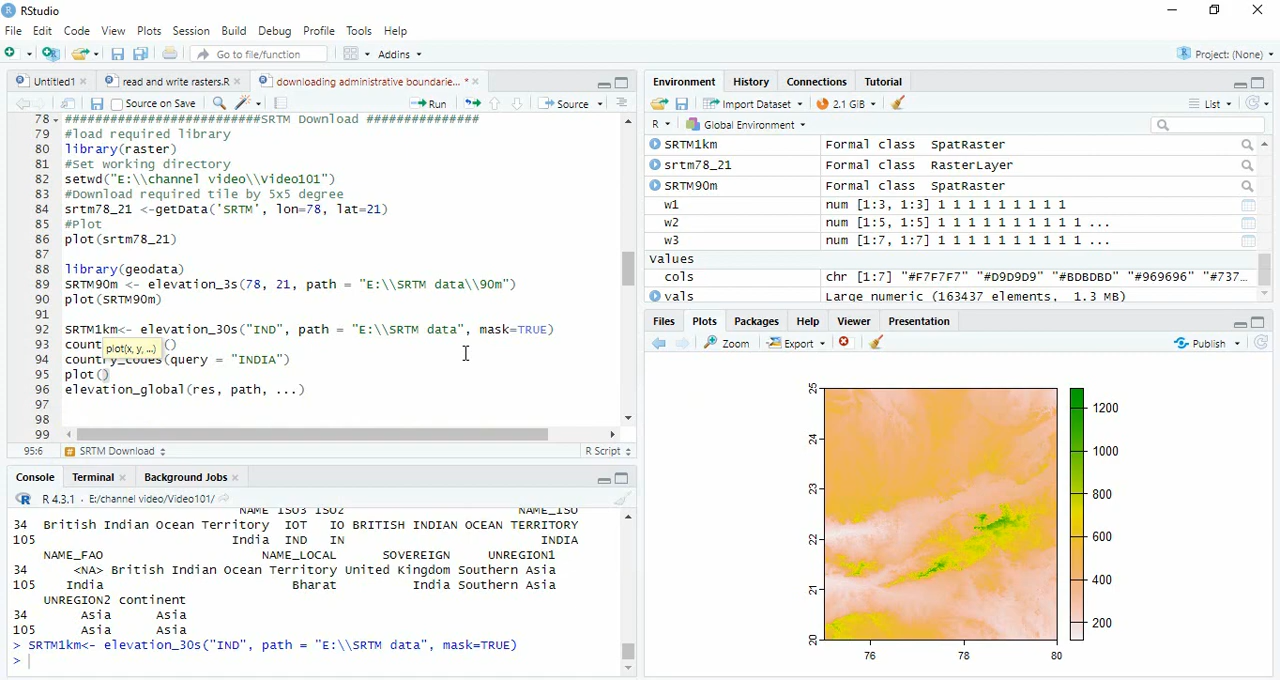 RStudio
File Edit Code View Plots Session Build Debug Profile Tools Help
Go to file/function Addins Project: (None)
Untitled1 read and write rasters.R downloading administrative boundarie... *
Source on Save Run Source
78 ##########################SRTM Download ###############
79 #load required library
80 library(raster)
81 #Set working directory
82 setwd("E:\\channel video\\Video101")
83 #Download required tile by 5x5 degree
84 srtm78_21 <-getData('SRTM', lon=78, lat=21)
85 #Plot
86 plot(srtm78_21)
87
88 library(geodata)
89 SRTM90m <- elevation_3s(78, 21, path = "E:\\SRTM data\\90m")
90 plot(SRTM90m)
91
92 SRTM1km<- elevation_30s("IND", path = "E:\\SRTM data", mask=TRUE)
93 count ()
plot(x, y, ...)
94 country_codes(query = "INDIA")
95 plot()
96 elevation_global(res, path, ...)
97
98
99
95:6 SRTM Download R Script
Console Terminal Background Jobs
R 4.3.1 · E:/channel video/Video101/
NAME ISO3 ISO2 NAME_ISO
34 British Indian Ocean Territory IOT IO BRITISH INDIAN OCEAN TERRITORY
105 India IND IN INDIA
NAME_FAO NAME_LOCAL SOVEREIGN UNREGION1
34 <NA> British Indian Ocean Territory United Kingdom Southern Asia
105 India Bharat India Southern Asia
UNREGION2 continent
34 Asia Asia
105 Asia Asia
> SRTM1km<- elevation_30s("IND", path = "E:\\SRTM data", mask=TRUE)
>
Environment History Connections Tutorial
Import Dataset 2.1 GiB List
R Global Environment
SRTM1km Formal class SpatRaster
srtm78_21 Formal class RasterLayer
SRTM90m Formal class SpatRaster
w1 num [1:3, 1:3] 1 1 1 1 1 1 1 1 1
w2 num [1:5, 1:5] 1 1 1 1 1 1 1 1 1 1 ...
w3 num [1:7, 1:7] 1 1 1 1 1 1 1 1 1 1 ...
Values
cols chr [1:7] "#F7F7F7" "#D9D9D9" "#BDBDBD" "#969696" "#737...
vals Large numeric (163437 elements, 1.3 MB)
Files Plots Packages Help Viewer Presentation
Zoom Export Publish
25
24
23
22
21
20
76 78 80
1200
1000
800
600
400
200